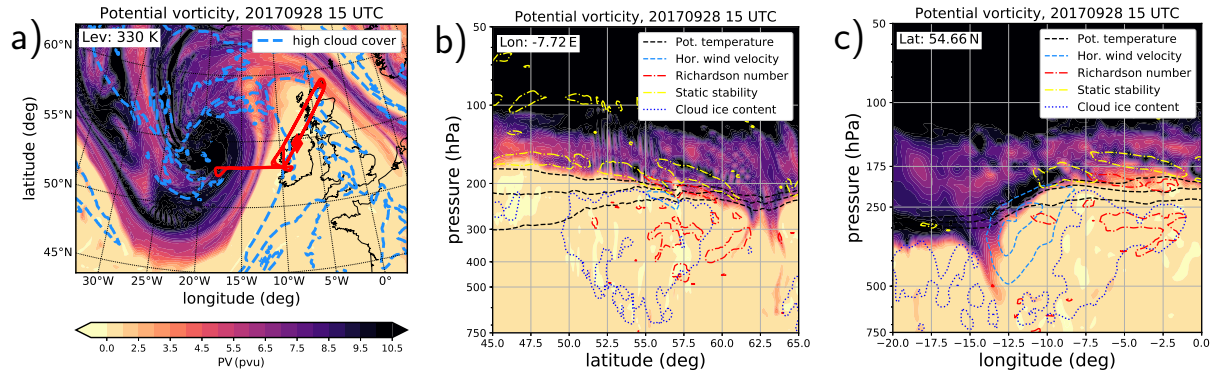 a)
Potential vorticity, 20170928 15 UTC
Lev: 330 K
high cloud cover
60°N
55°N
50°N
45°N
latitude (deg)
30°W 25°W 20°W 15°W 10°W 5°W 0°
longitude (deg)
0.0 2.5 4.5 5.5 6.5 7.5 8.5 9.5 10.5
PV (pvu)
b)
Potential vorticity, 20170928 15 UTC
Lon: -7.72 E
Pot. temperature
Hor. wind velocity
Richardson number
Static stability
Cloud ice content
50
100
200
300
400
500
750
pressure (hPa)
45.0 47.5 50.0 52.5 55.0 57.5 60.0 62.5 65.0
latitude (deg)
c)
Potential vorticity, 20170928 15 UTC
Lat: 54.66 N
Pot. temperature
Hor. wind velocity
Richardson number
Static stability
Cloud ice content
50
100
175
250
500
750
pressure (hPa)
−20.0 −17.5 −15.0 −12.5 −10.0 −7.5 −5.0 −2.5 0.0
longitude (deg)